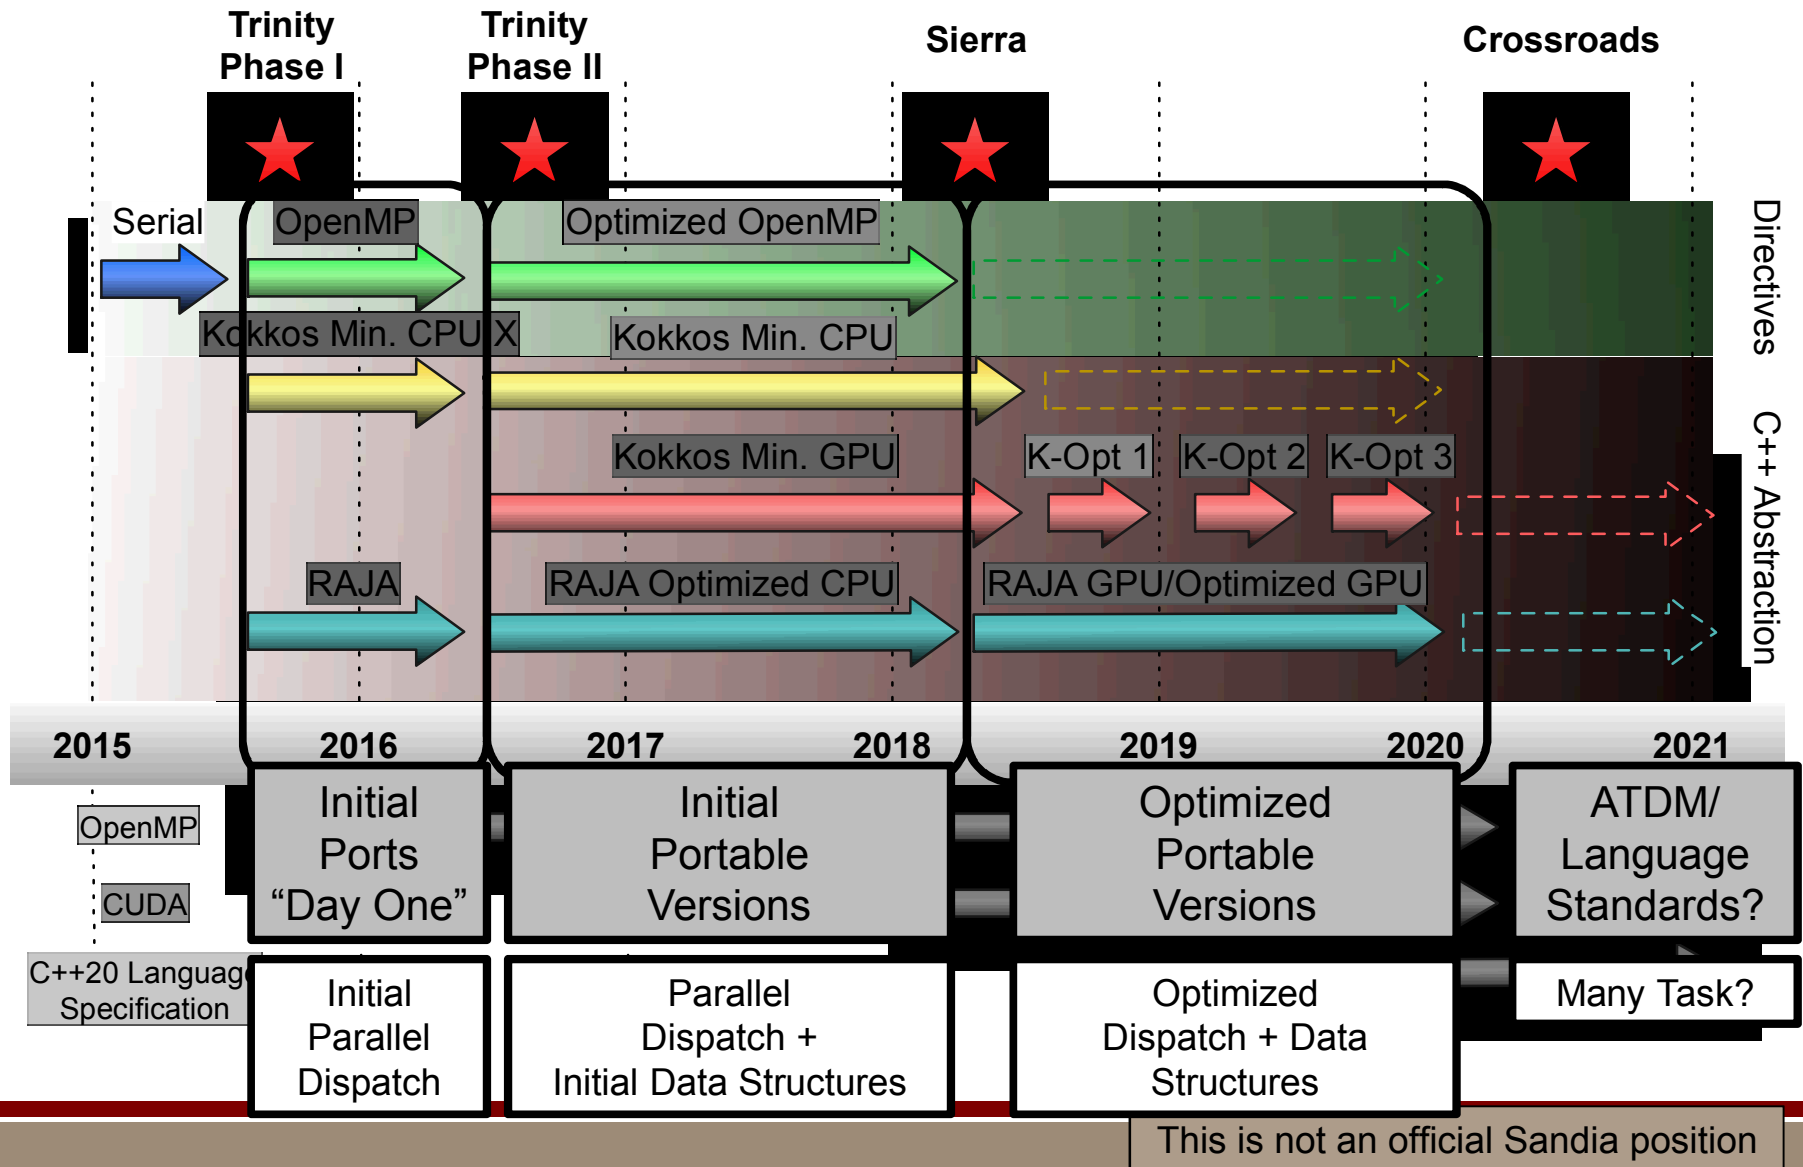 Trinity
Phase I
Trinity
Phase II
Sierra
Crossroads
Serial
OpenMP
Optimized OpenMP
Directives
Kokkos Min. CPU X
Kokkos Min. CPU
Kokkos Min. GPU
K-Opt 1
K-Opt 2
K-Opt 3
C++ Abstraction
RAJA
RAJA Optimized CPU
RAJA GPU/Optimized GPU
2015
2016
2017
2018
2019
2020
2021
OpenMP
CUDA
C++20 Language
Specification
Initial
Ports
“Day One”
Initial
Portable
Versions
Optimized
Portable
Versions
ATDM/
Language
Standards?
Initial
Parallel
Dispatch
Parallel
Dispatch +
Initial Data Structures
Optimized
Dispatch + Data
Structures
Many Task?
This is not an official Sandia position